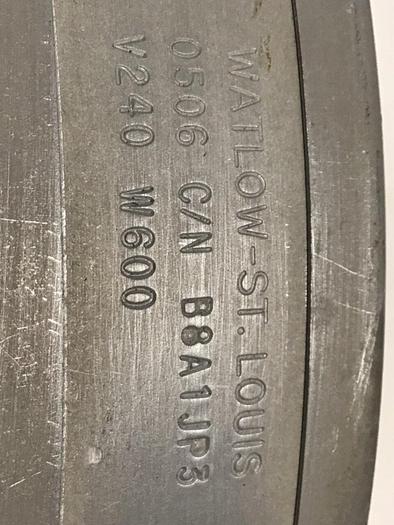 WATLOW-ST.LOUIS
0506 C/N B8A1JP3
V240 W600